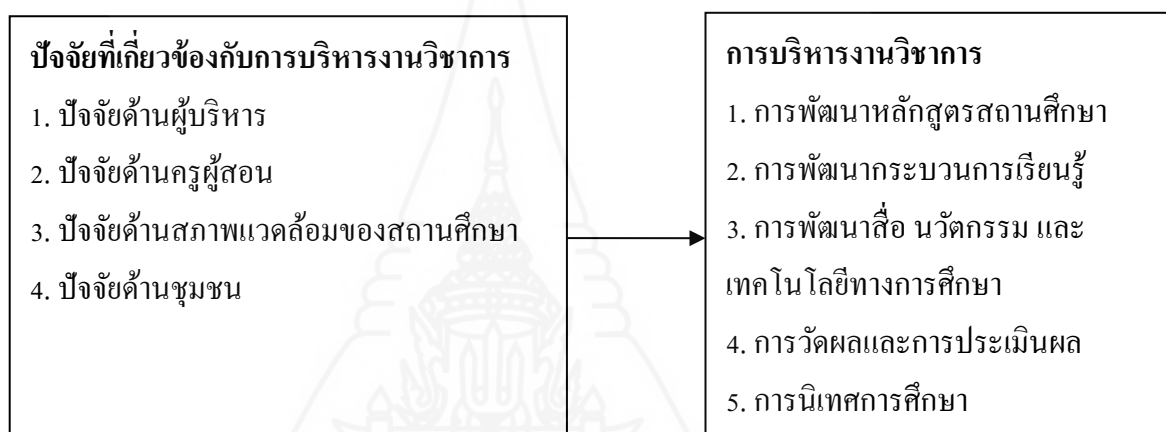 ปัจจัยที่เกี่ยวข้องกับการบริหารงานวิชาการ
1. ปัจจัยด้านผู้บริหาร
2. ปัจจัยด้านครูผู้สอน
3. ปัจจัยด้านสภาพแวดล้อมของสถานศึกษา
4. ปัจจัยด้านชุมชน
การบริหารงานวิชาการ
1. การพัฒนาหลักสูตรสถานศึกษา
2. การพัฒนากระบวนการเรียนรู้
3. การพัฒนาสื่อ นวัตกรรม และ
เทคโนโลยีทางการศึกษา
4. การวัดผลและการประเมินผล
5. การนิเทศการศึกษา